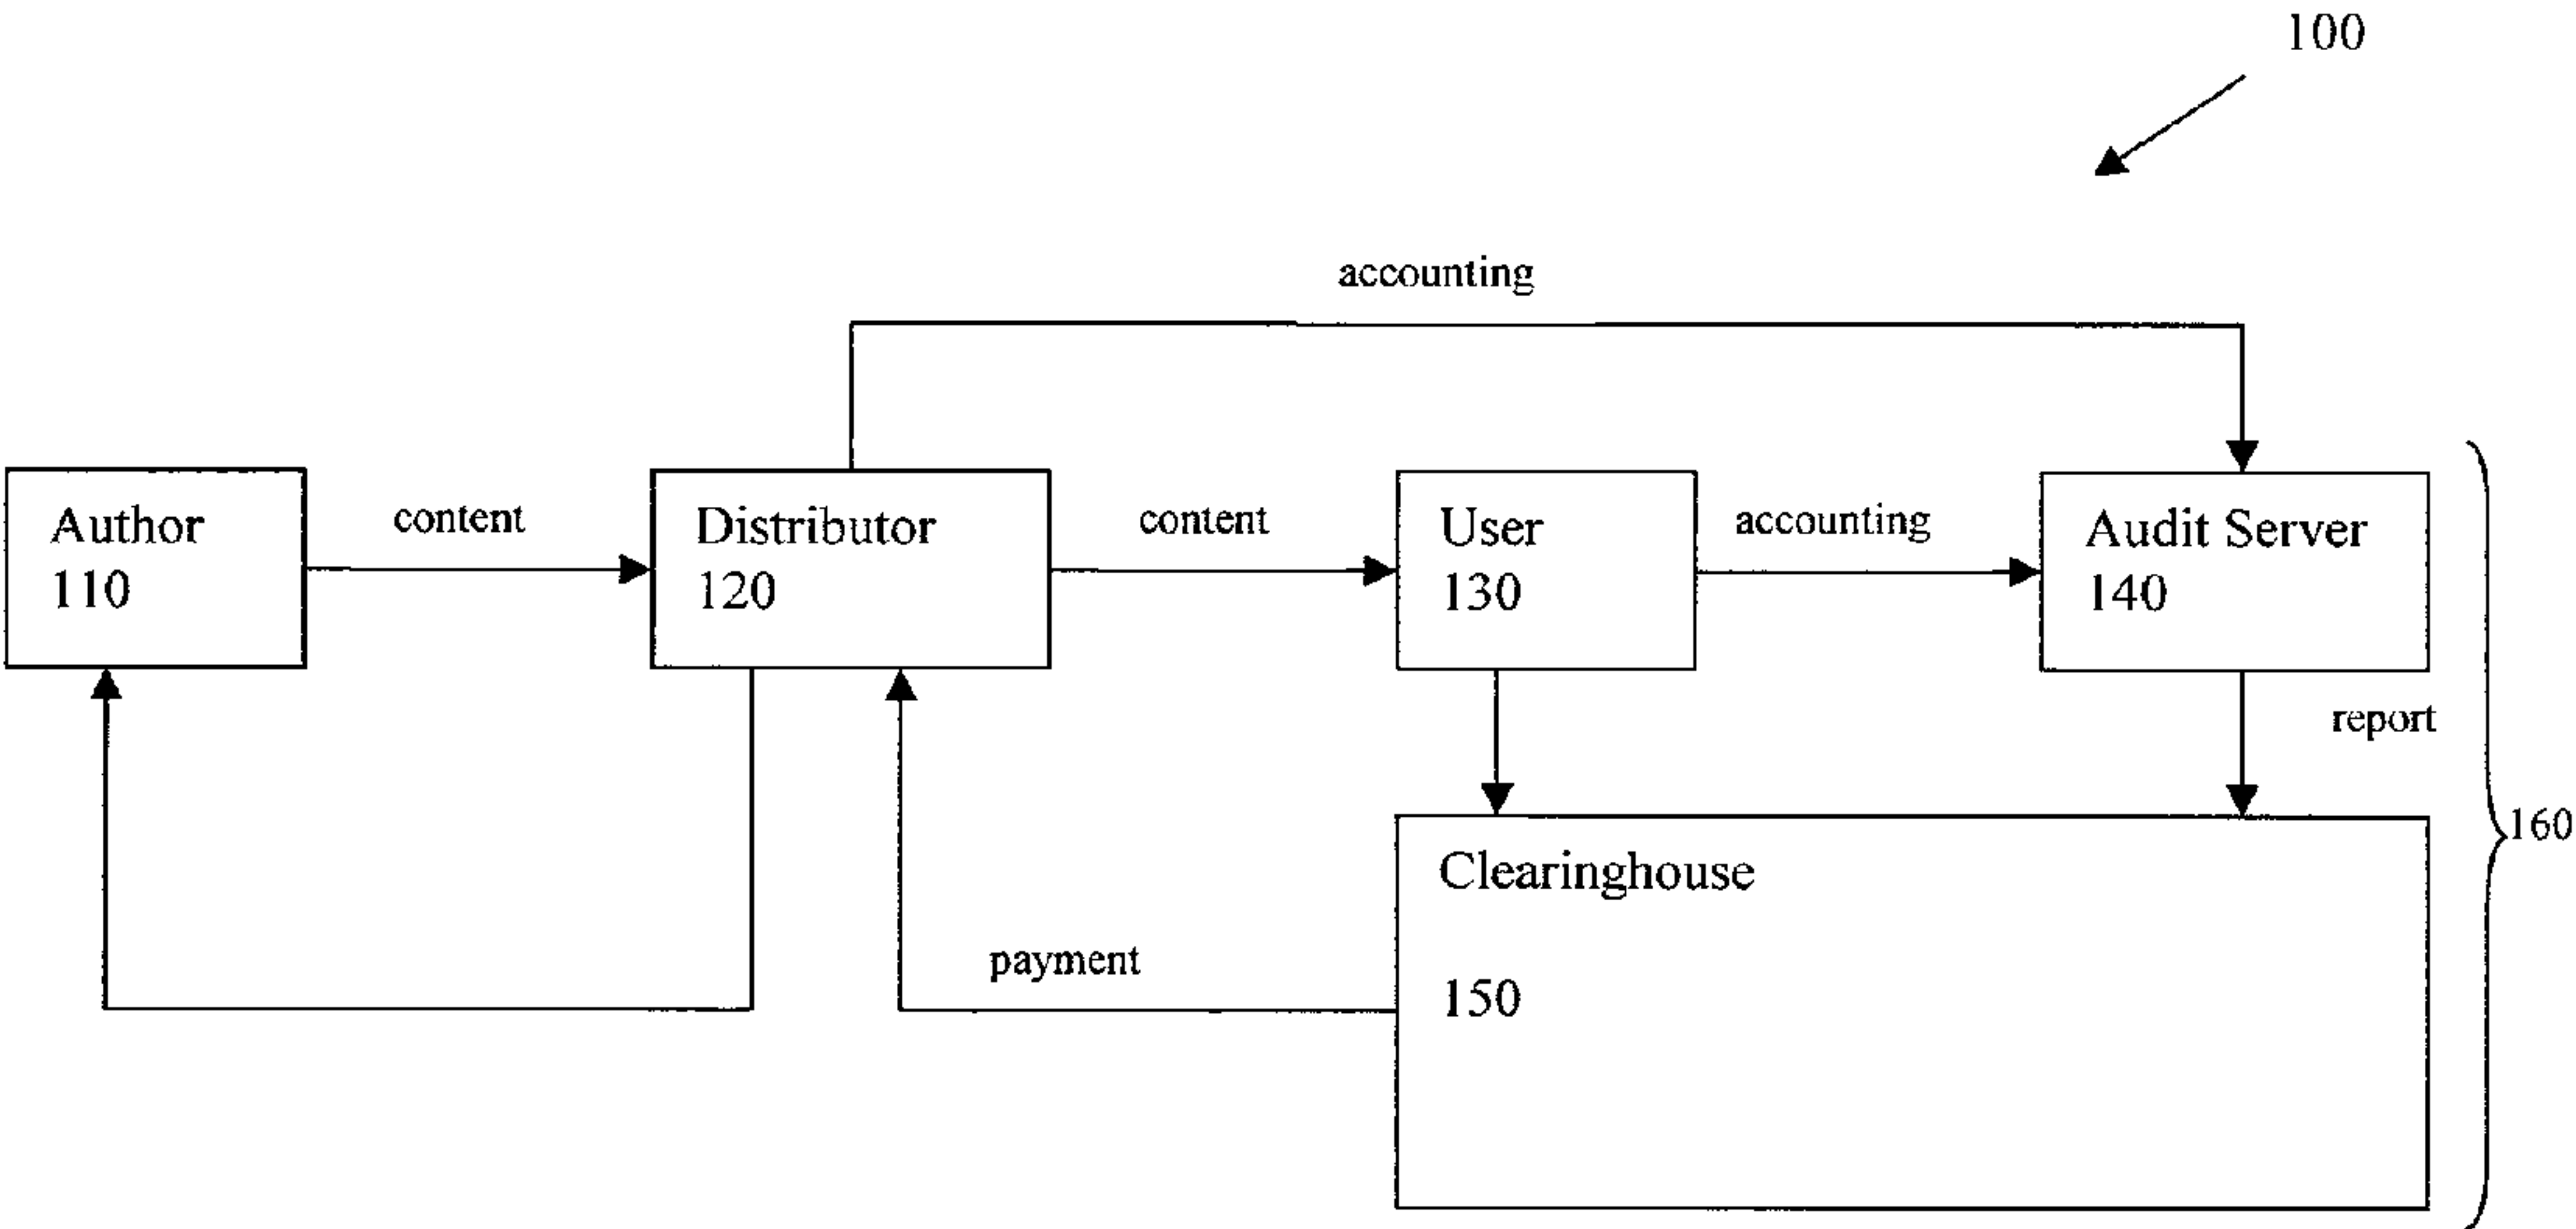 100
accounting
Author
110
content
Distributor
120
content
User
130
accounting
Audit Server
140
report
160
Clearinghouse
150
payment